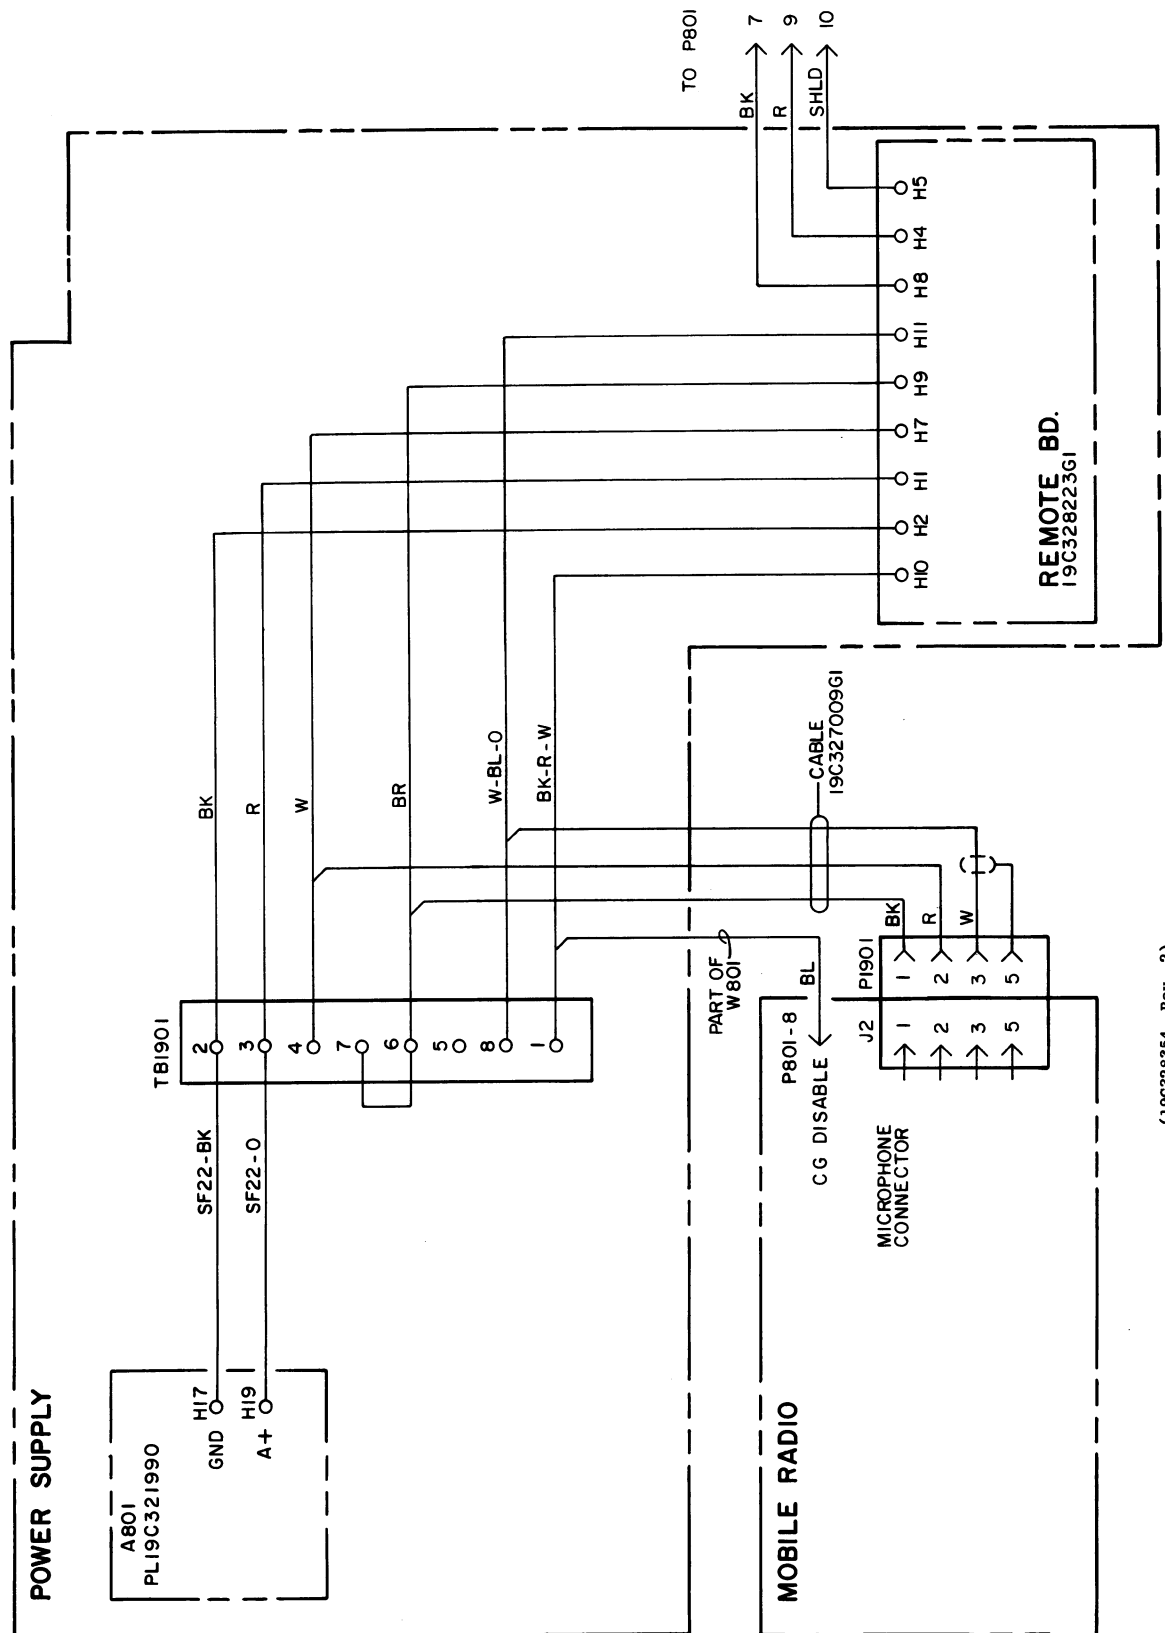 POWER SUPPLY
A801
PL19C321990
GND
H17
A+
H19
SF22-BK
SF22-O
TB1901
2
3
4
7
6
5
8
1
BK
R
W
BR
W-BL-O
BK-R-W
TO P801
7
9
10
BK
R
SHLD
H10
H2
H1
H7
H9
H11
H8
H4
H5
REMOTE BD.
19C328223G1
CABLE
19C327009G1
PART OF
W801
BL
P801-8
CG DISABLE
MOBILE RADIO
MICROPHONE
CONNECTOR
J2
P1901
1
2
3
5
1
2
3
5
BK
R
W